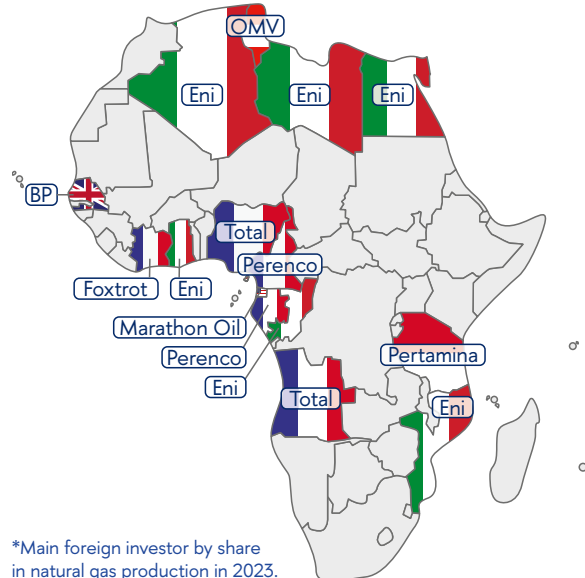 OMV
Eni
Eni
Eni
BP
Total
Perenco
Foxtrot
Eni
Marathon Oil
Perenco
Pertamina
Eni
Total
Eni
*Main foreign investor by share
in natural gas production in 2023.